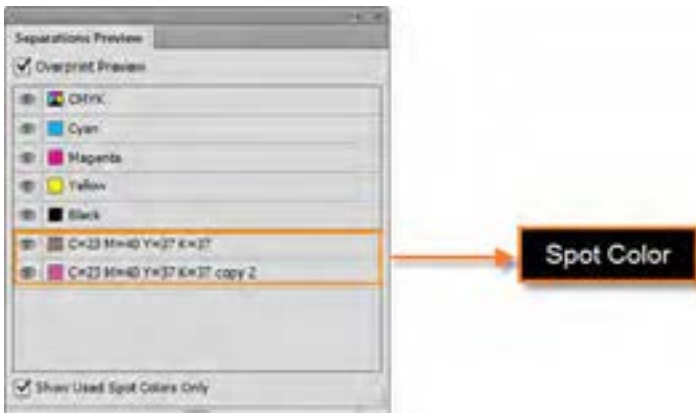 Separations Preview
Overprint Preview
CMYK
Cyan
Magenta
Yellow
Black
C=23 M=40 Y=37 K=37
C=23 M=40 Y=37 K=37 copy 2
Spot Color
Show Used Spot Colors Only